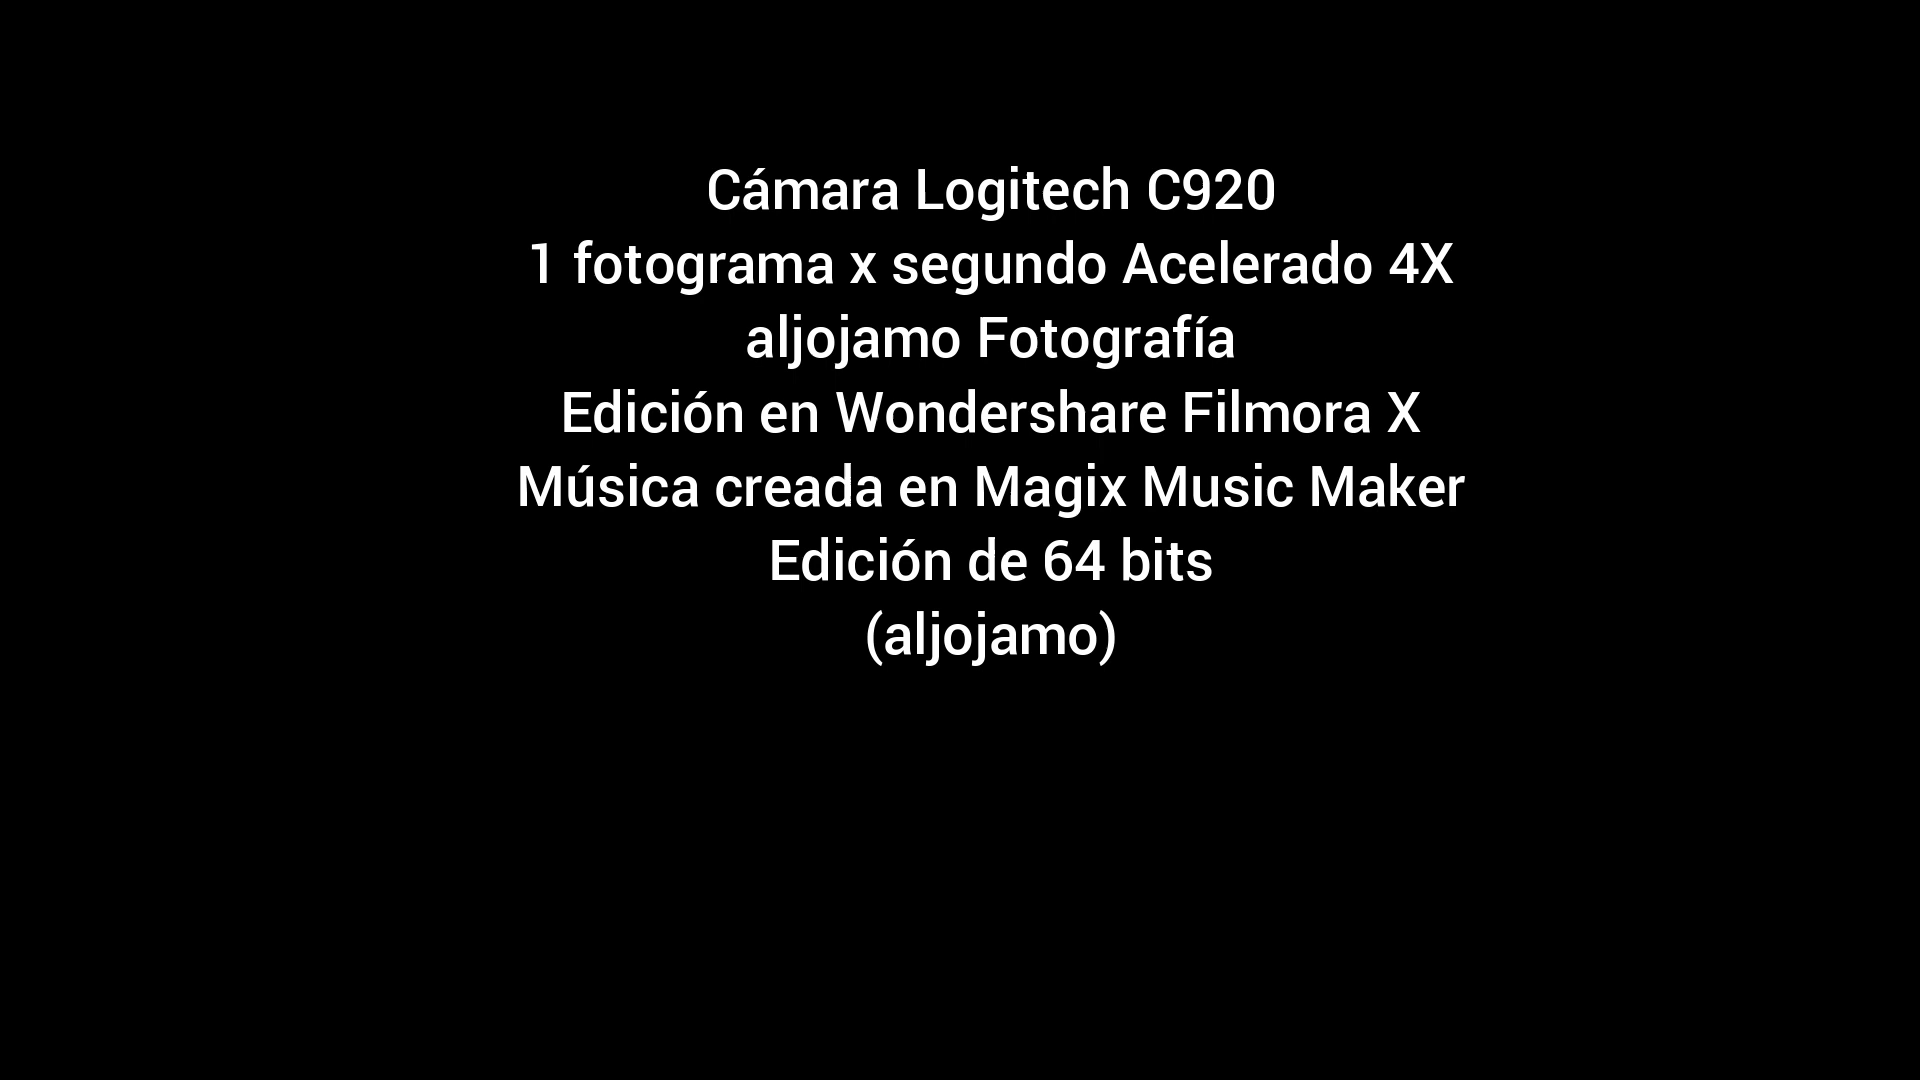 Cámara Logitech C920
1 fotograma x segundo Acelerado 4X
aljojamo Fotografía
Edición en Wondershare Filmora X
Música creada en Magix Music Maker
Edición de 64 bits
(aljojamo)